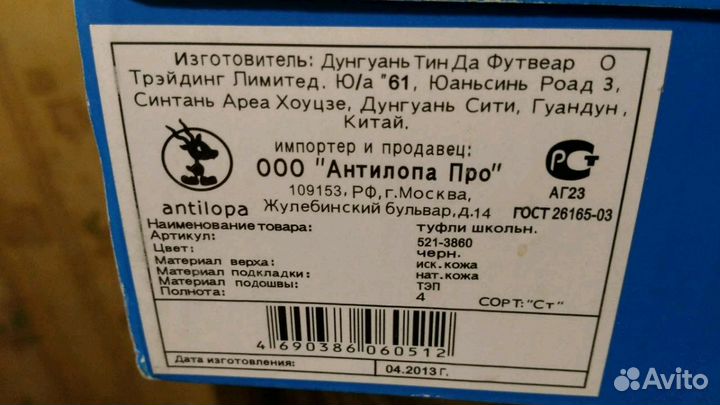 Изготовитель: Дунгуань Тин Да Футвеар О
Трэйдинг Лимитед. Ю/а "61, Юаньсинь Роад 3,
Синтань Ареа Хоуцзе, Дунгуань Сити, Гуандун,
Китай.
импортер и продавец:
ООО "Антилопа Про"
109153, РФ, г.Москва,
Жулебинский бульвар, д.14
antilopa
РСТ
АГ23
ГОСТ 26165-03
Наименование товара: туфли школьн.
Артикул: 521-3860
Цвет: черн.
Материал верха: иск.кожа
Материал подкладки: нат.кожа
Материал подошвы: ТЭП
Полнота: 4
СОРТ:"Ст"
4 690386 060512
Дата изготовления: 04.2013 Г.
Avito